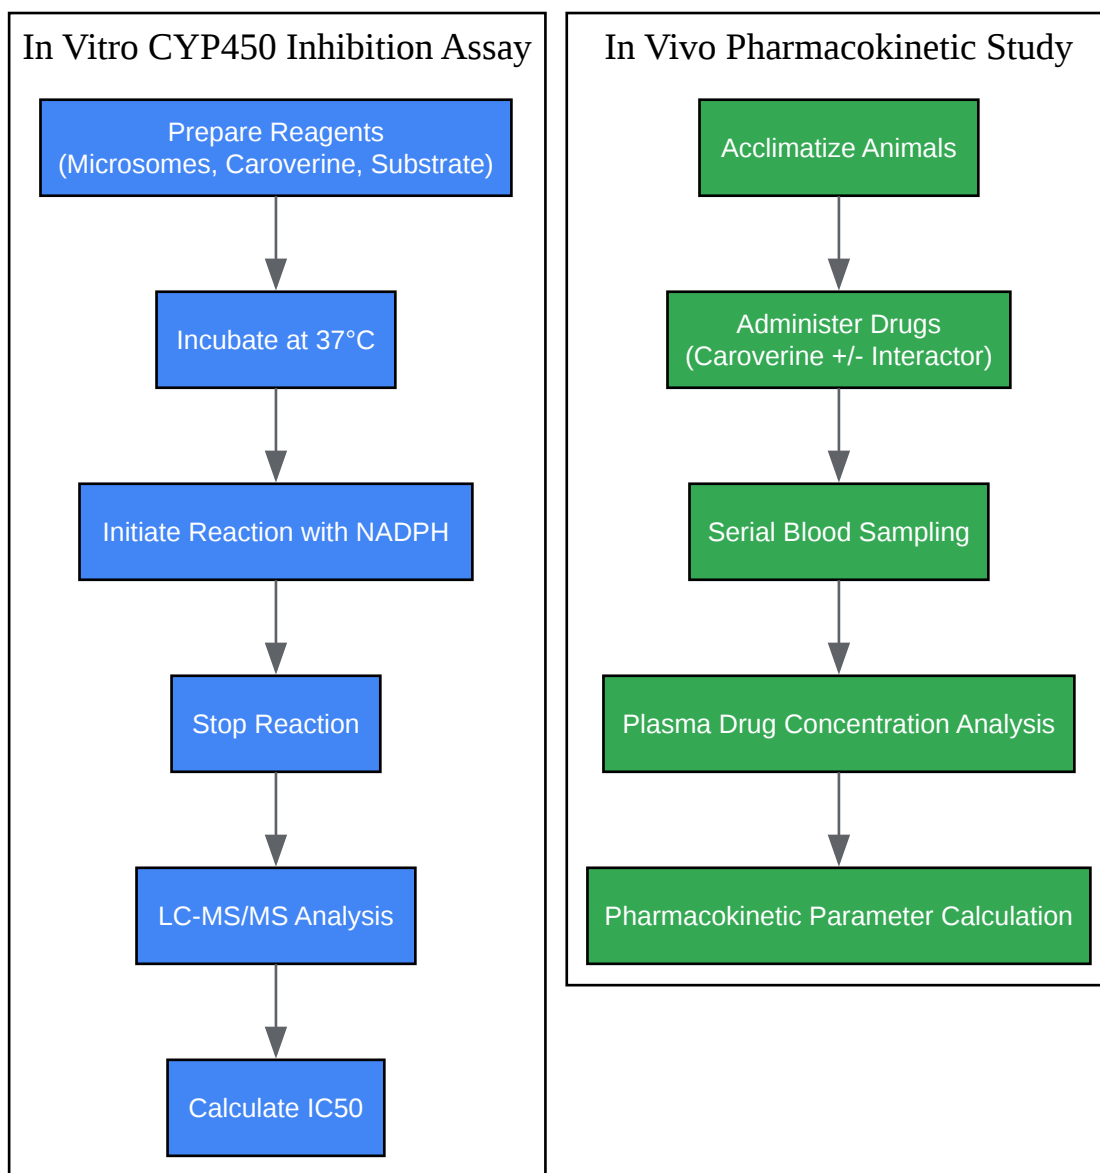 In Vitro CYP450 Inhibition Assay
Prepare Reagents
(Microsomes, Caroverine, Substrate)
Incubate at 37°C
Initiate Reaction with NADPH
Stop Reaction
LC-MS/MS Analysis
Calculate IC50
In Vivo Pharmacokinetic Study
Acclimatize Animals
Administer Drugs
(Caroverine +/- Interactor)
Serial Blood Sampling
Plasma Drug Concentration Analysis
Pharmacokinetic Parameter Calculation